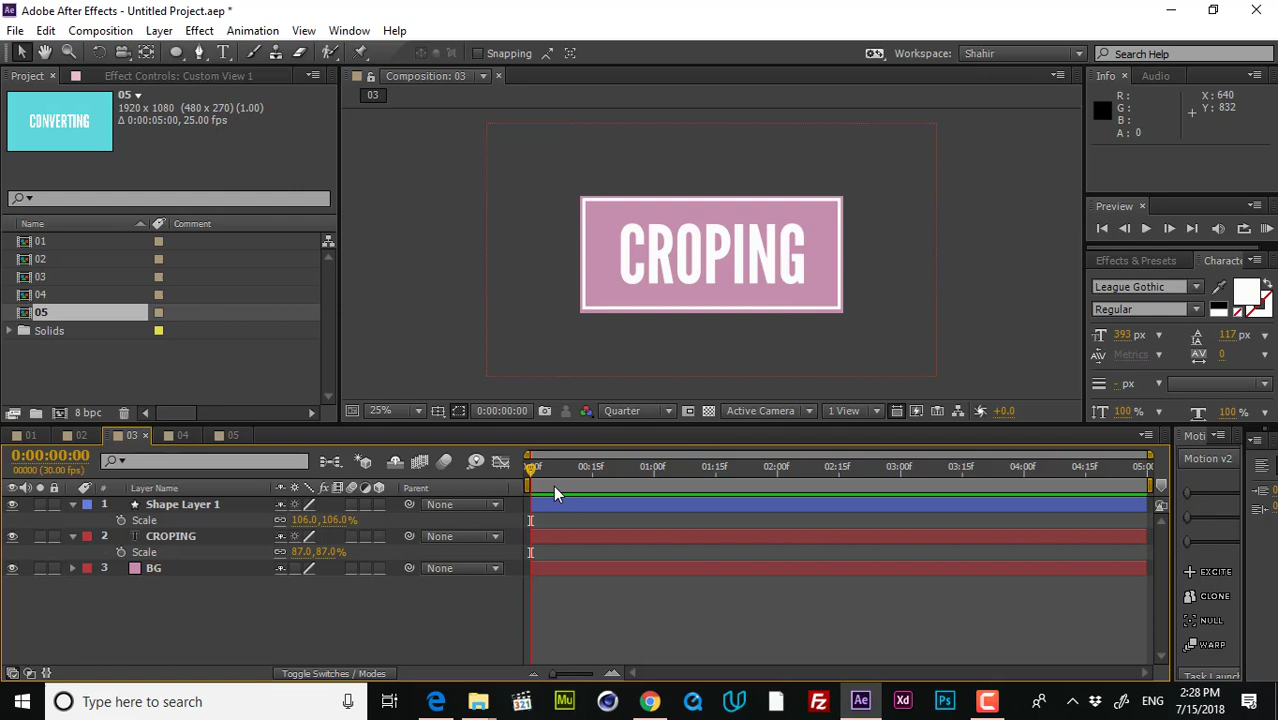 Adobe After Effects - Untitled Project.aep *
File Edit Composition Layer Effect Animation View Window Help
Snapping Workspace: Shahir Search Help
Project Effect Controls: Custom View 1 Composition: 03 Info Audio
05
1920 x 1080 (480 x 270) (1.00)
Δ 0:00:05:00, 25.00 fps
CONVERTING
03
R: X: 640
G: Y: 832
B:
A: 0
Name Comment
01
02
03
04
05
Solids
8 bpc
CROPING
25% 0:00:00:00 Quarter Active Camera 1 View +0.0
Preview
Effects & Presets Characte
League Gothic
Regular
393 px 117 px
Metrics 0
- px
100 % 100 %
01 02 03 04 05
0:00:00:00
00000 (30.00 fps)
:00f 00:15f 01:00f 01:15f 02:00f 02:15f 03:00f 03:15f 04:00f 04:15f 05:00
# Layer Name Parent
1 Shape Layer 1 None
Scale 106.0,106.0%
2 CROPING None
Scale 87.0,87.0%
3 BG None
Toggle Switches / Modes
Moti
Motion v2
EXCITE
CLONE
NULL
WARP
Task Launch
Type here to search
ENG
2:28 PM
7/15/2018